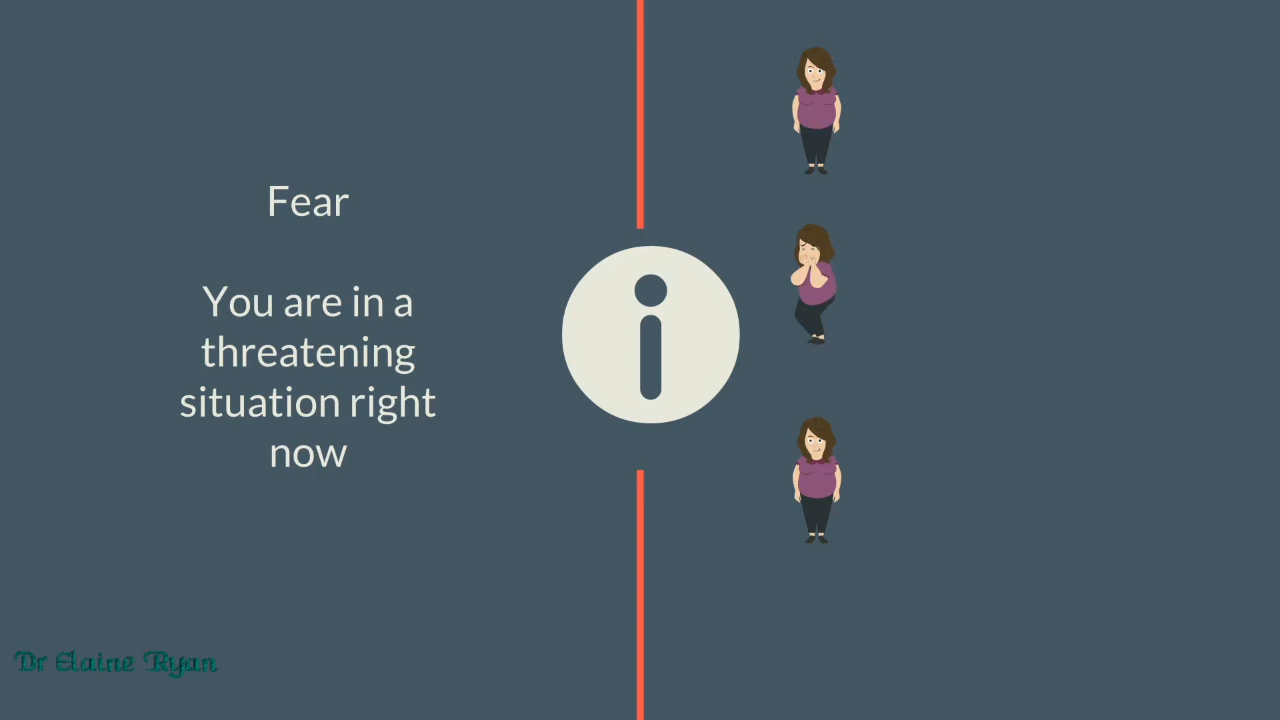 Fear
You are in a
threatening
situation right
now
Dr Elaine Ryan